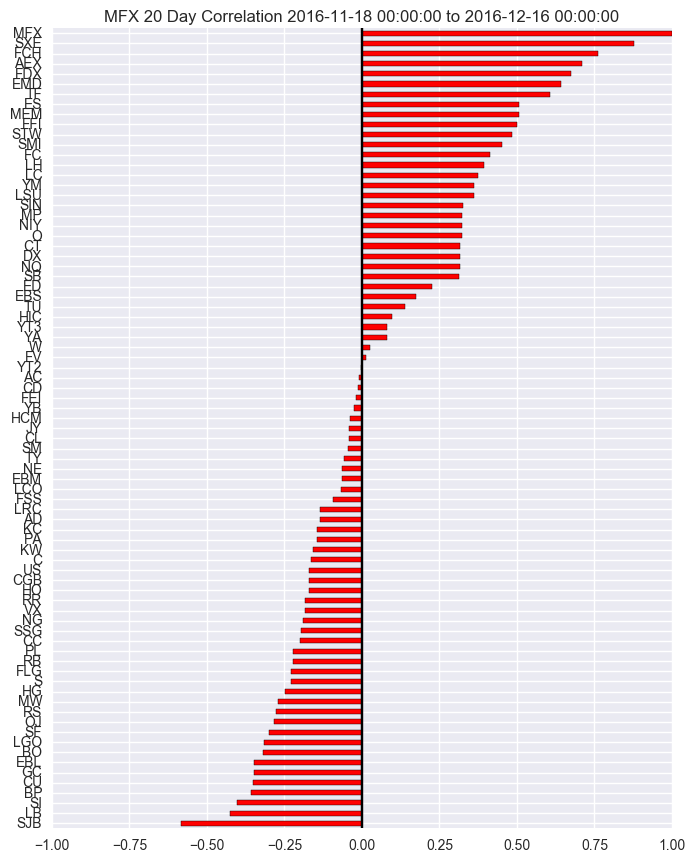 MFX 20 Day Correlation 2016-11-18 00:00:00 to 2016-12-16 00:00:00
MFX
SXE
FCH
AEX
FDX
EMD
TF
ES
MEM
FFI
STW
SMI
FC
LH
LC
YM
LSU
SIN
MP
NIY
O
CT
DX
NQ
SB
ED
EBS
TU
HIC
YT3
YA
W
FV
YT2
AC
CD
FEI
YB
HCM
JY
CL
SM
TY
NE
EBM
LCO
FSS
LRC
AD
KC
PA
KW
C
US
CGB
HO
RR
VX
NG
SSG
CC
PL
RB
FLG
S
HG
MW
RS
OJ
SF
LGO
BO
EBL
GC
CU
BP
SI
LB
SJB
−1.00 −0.75 −0.50 −0.25 0.00 0.25 0.50 0.75 1.00